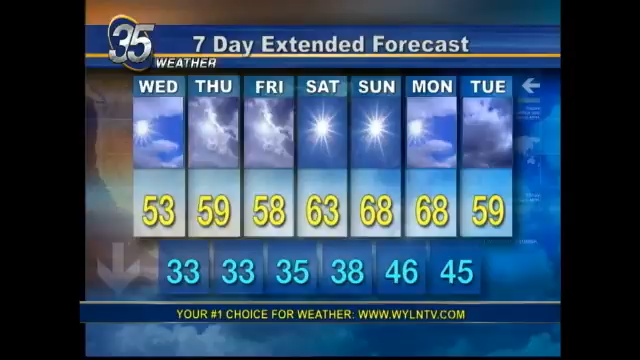 35
WEATHER
7 Day Extended Forecast
WED THU FRI SAT SUN MON TUE
53 59 58 63 68 68 59
33 33 35 38 46 45
YOUR #1 CHOICE FOR WEATHER: WWW.WYLNTV.COM